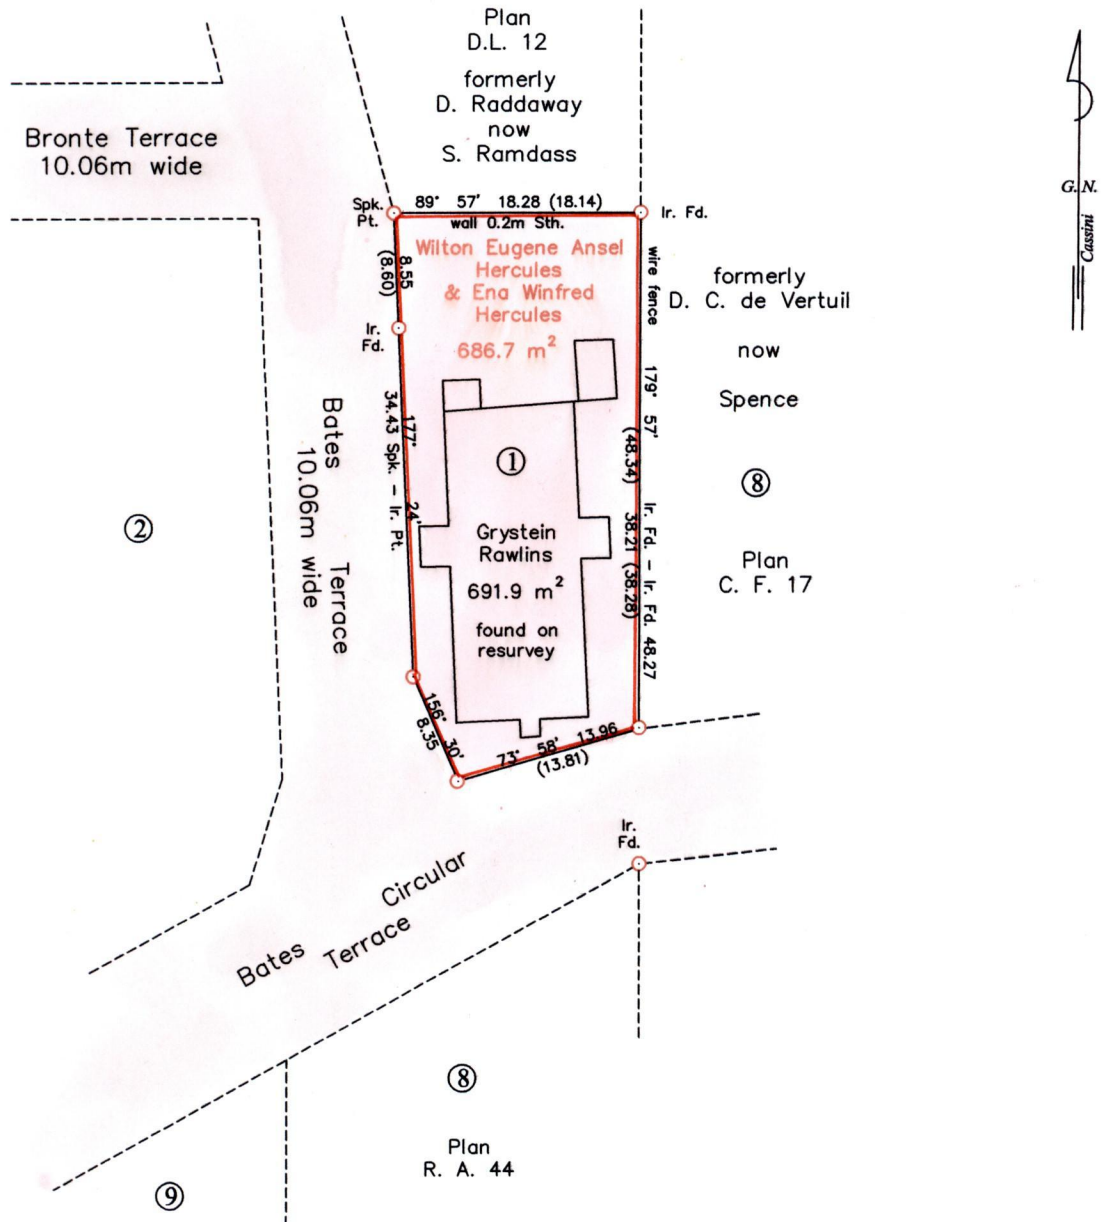 Plan
D.L. 12
formerly
D. Raddaway
now
S. Ramdass
Bronte Terrace
10.06m wide
G. N.
Cassini
Spk.
Pt.
89° 57' 18.28 (18.14)
Ir. Fd.
wall 0.2m Sth.
Wilton Eugene Ansel
Hercules
& Ena Winfred
Hercules
686.7 m²
8.55
(8.60)
Ir.
Fd.
wire fence
179° 57'
(48.34)
Ir. Fd. – Ir. Fd. 48.27
38.21 (38.28)
formerly
D. C. de Vertuil
now
Spence
8
Plan
C. F. 17
177° 24'
34.43 Spk. – Ir. Pt.
Bates Terrace
10.06m wide
2
1
Grystein
Rawlins
691.9 m²
found on
resurvey
156° 30'
8.35
73° 58' 13.96
(13.81)
Ir.
Fd.
Circular
Bates Terrace
8
Plan
R. A. 44
9